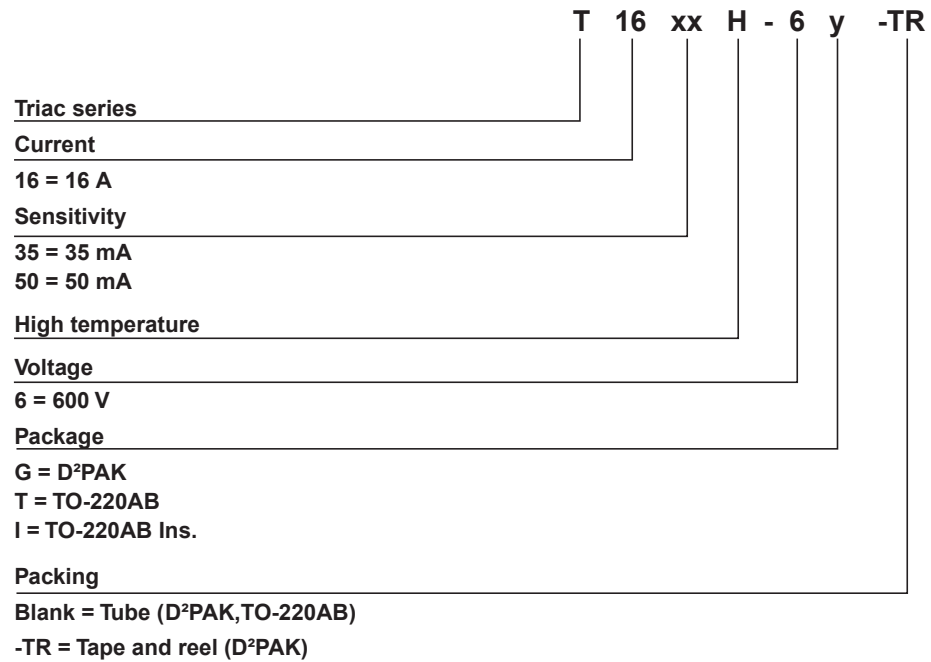 T 16 xx H - 6 y -TR
Triac series
Current
16 = 16 A
Sensitivity
35 = 35 mA
50 = 50 mA
High temperature
Voltage
6 = 600 V
Package
G = D²PAK
T = TO-220AB
I = TO-220AB Ins.
Packing
Blank = Tube (D²PAK,TO-220AB)
-TR = Tape and reel (D²PAK)